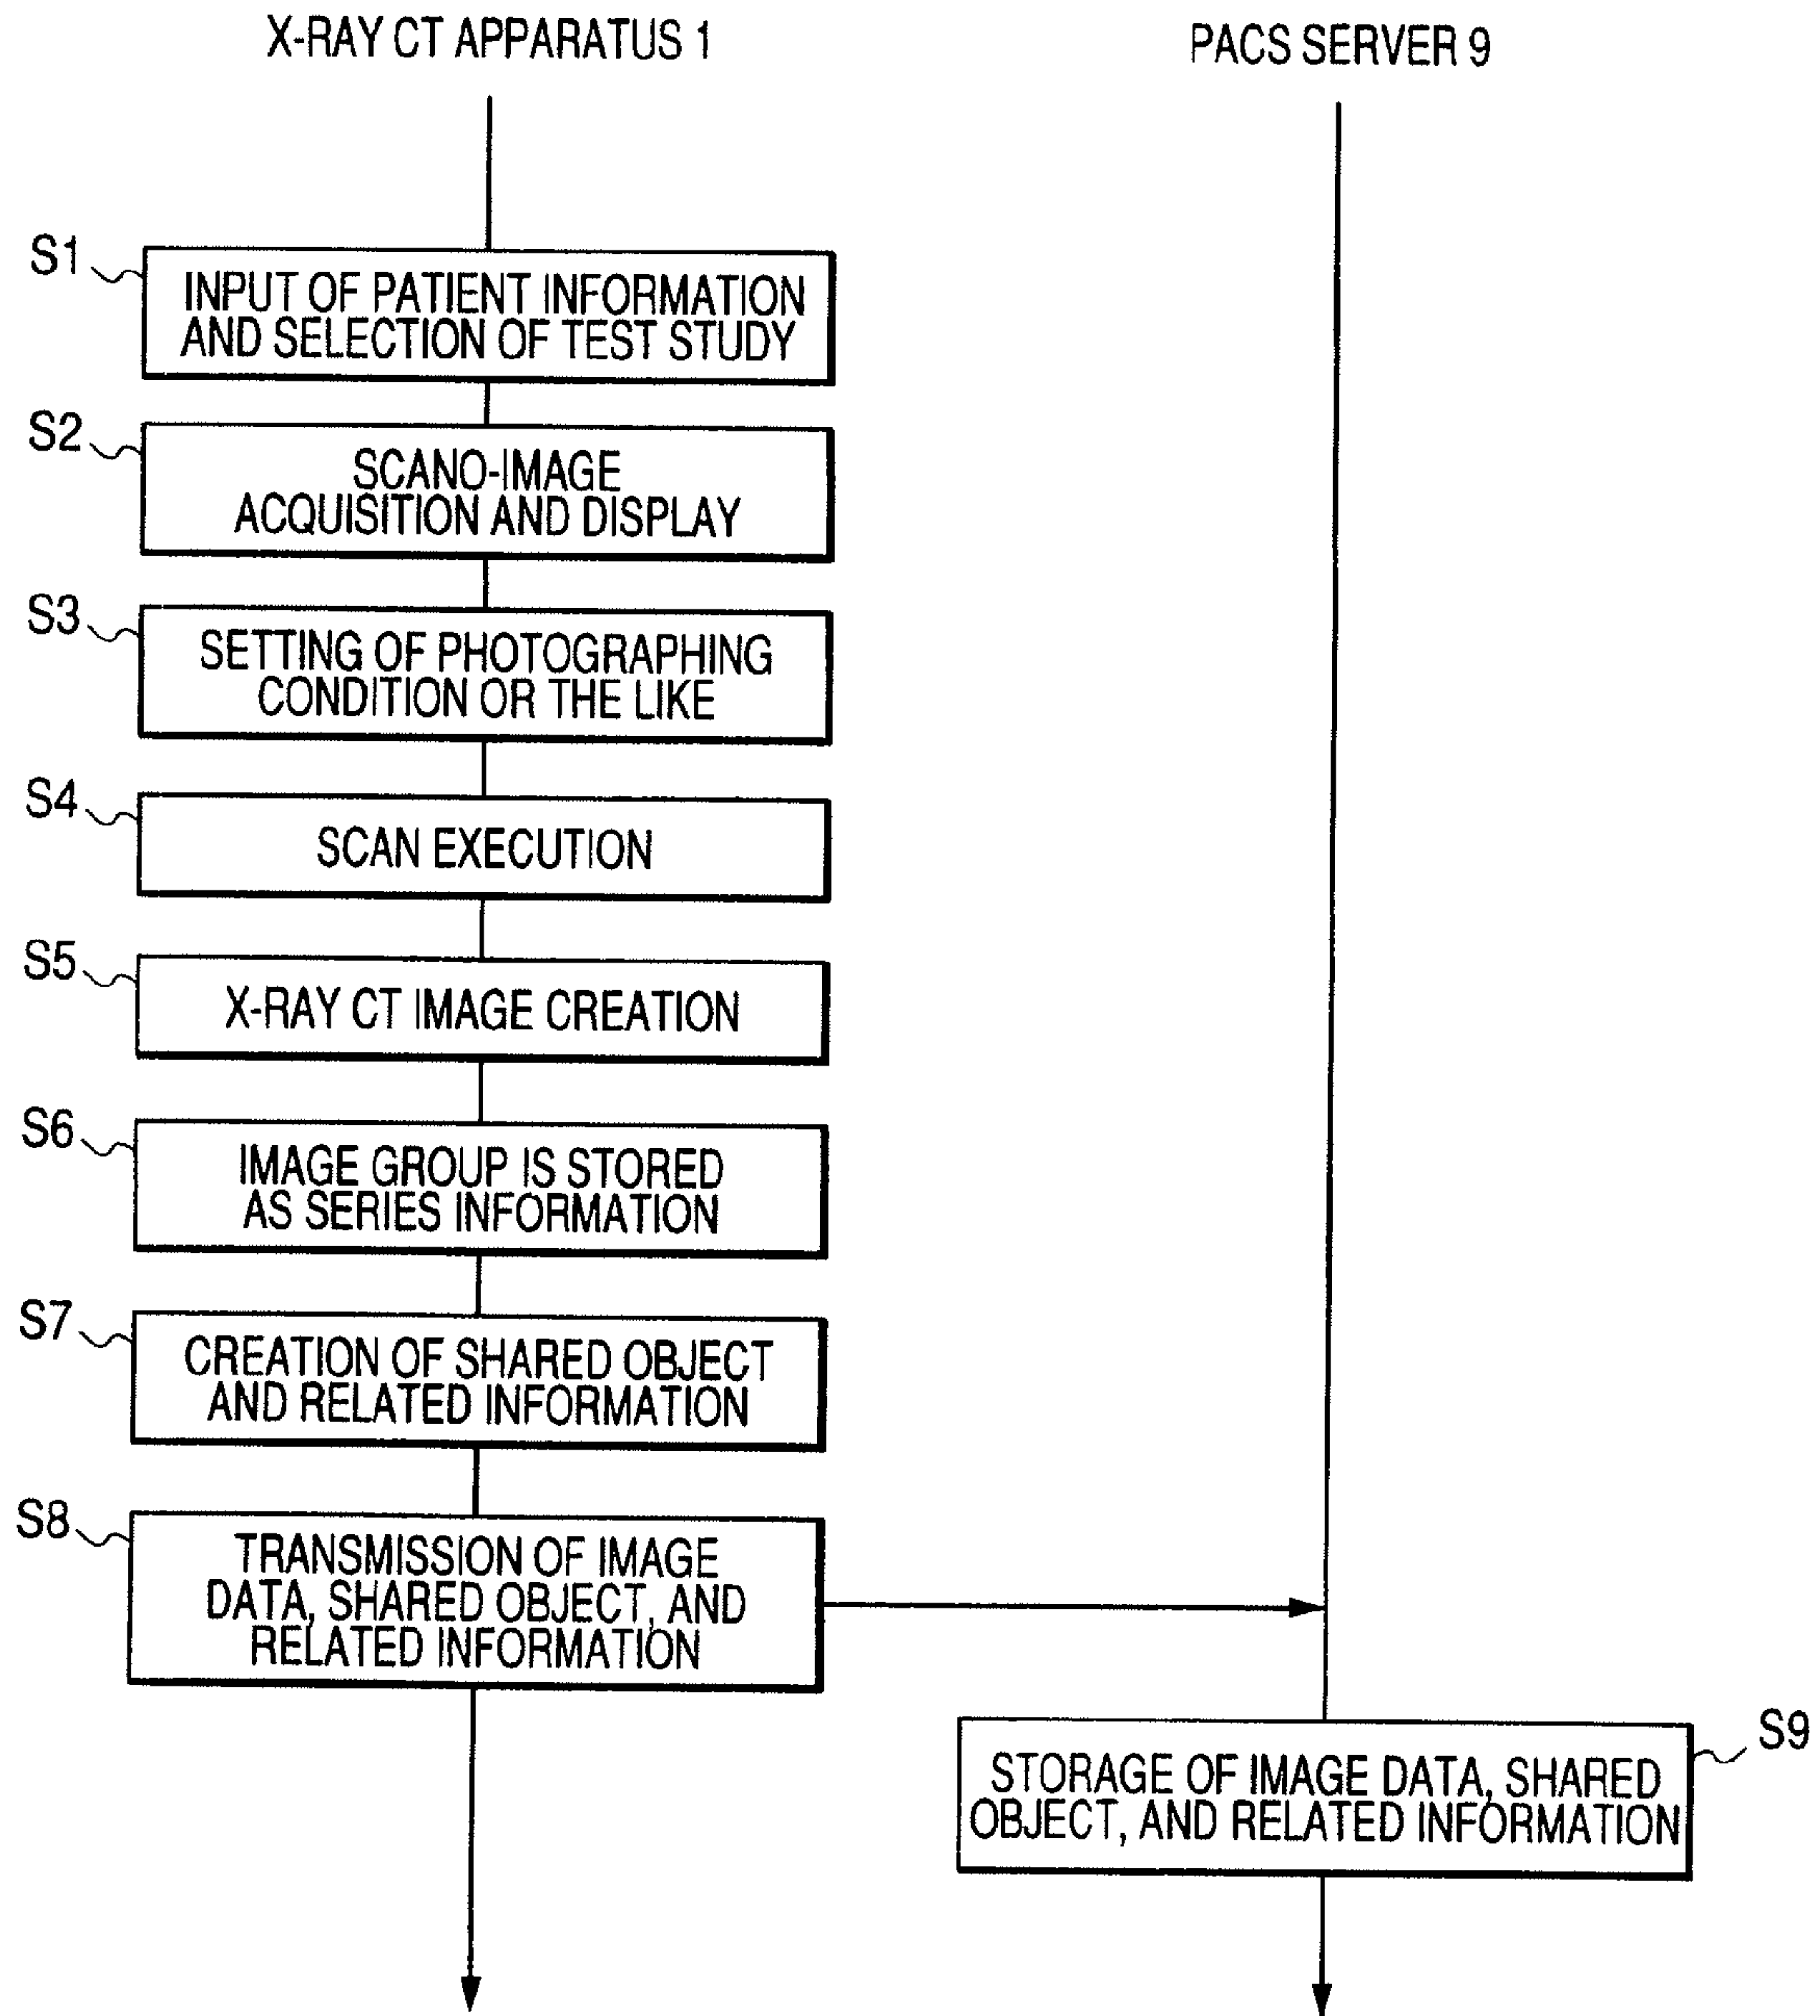 X-RAY CT APPARATUS 1
PACS SERVER 9
S1
INPUT OF PATIENT INFORMATION
AND SELECTION OF TEST STUDY
S2
SCANO-IMAGE
ACQUISITION AND DISPLAY
S3
SETTING OF PHOTOGRAPHING
CONDITION OR THE LIKE
S4
SCAN EXECUTION
S5
X-RAY CT IMAGE CREATION
S6
IMAGE GROUP IS STORED
AS SERIES INFORMATION
S7
CREATION OF SHARED OBJECT
AND RELATED INFORMATION
S8
TRANSMISSION OF IMAGE
DATA, SHARED OBJECT, AND
RELATED INFORMATION
S9
STORAGE OF IMAGE DATA, SHARED
OBJECT, AND RELATED INFORMATION